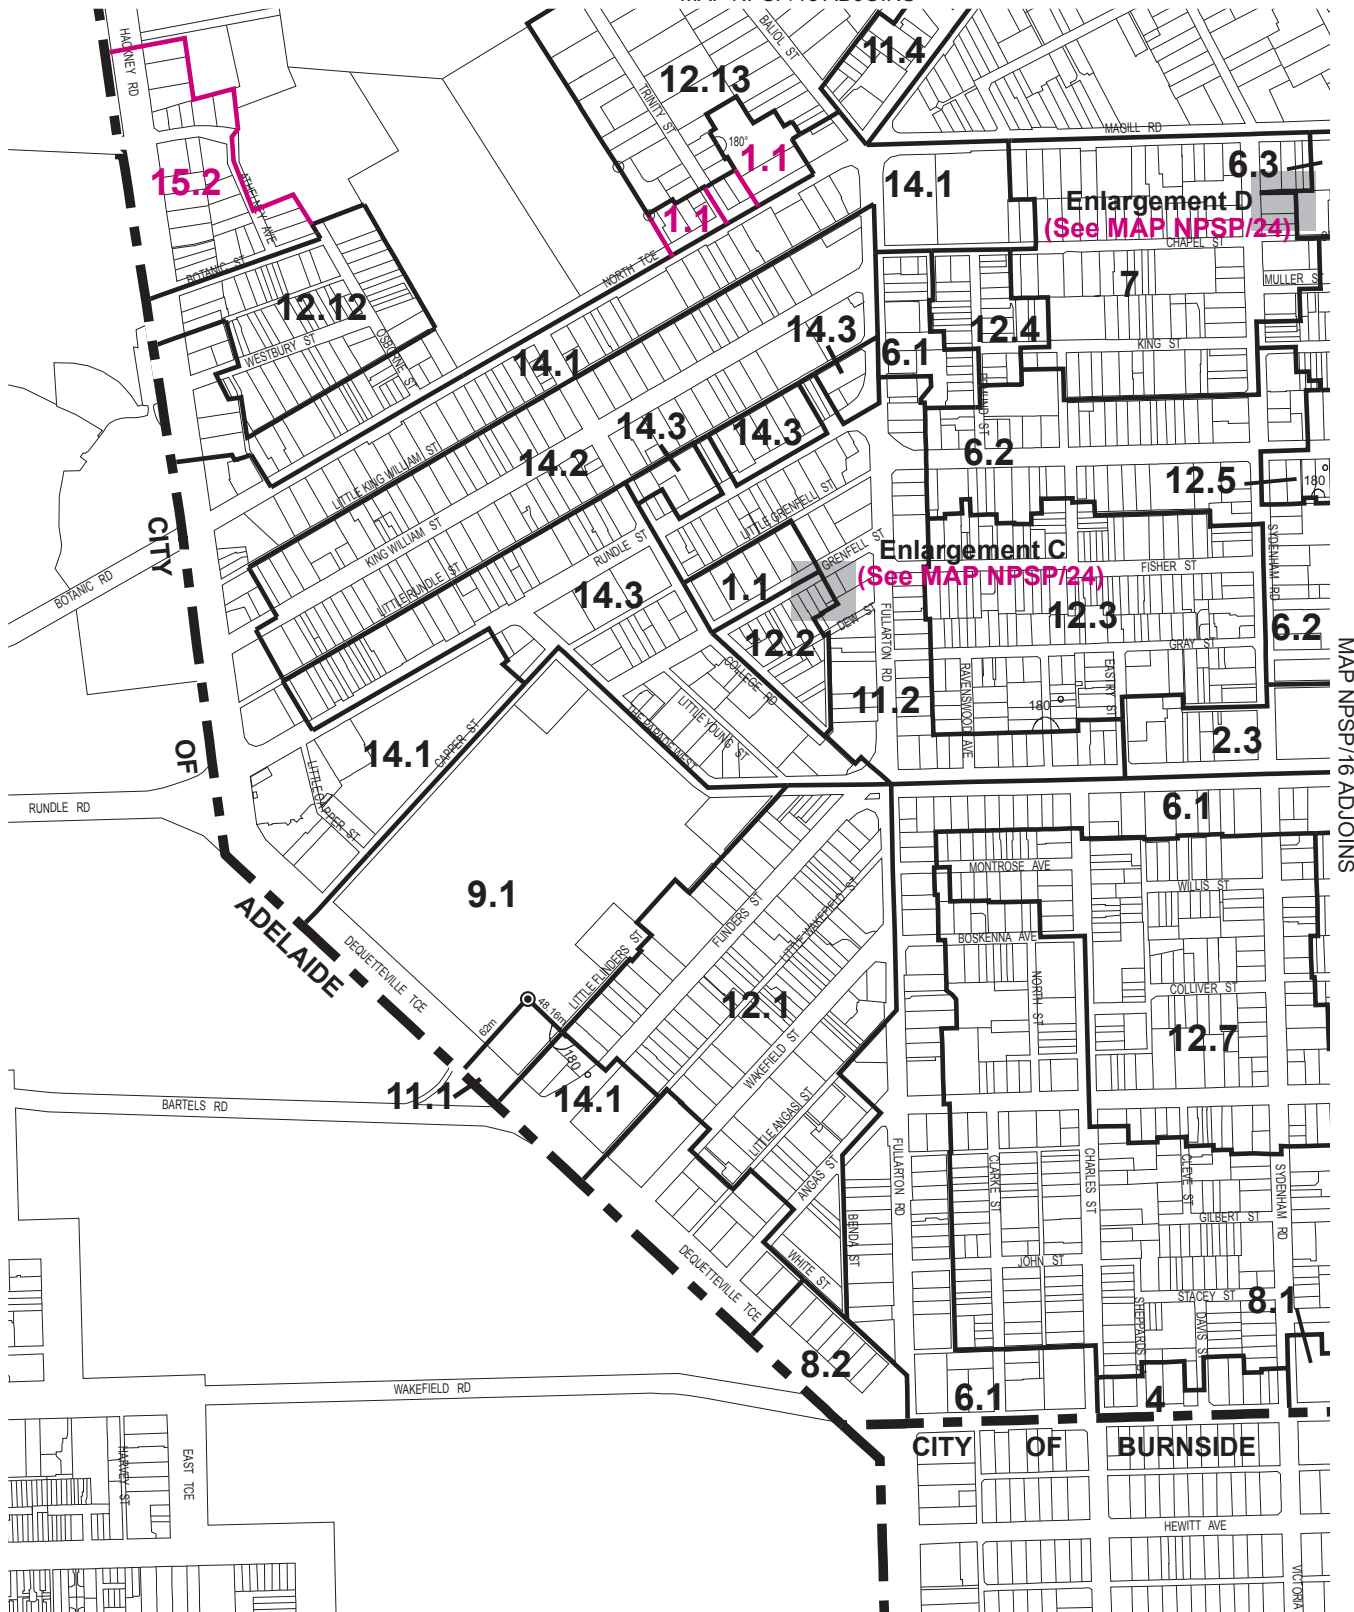 HACKNEY RD
BALIOL ST
11.4
12.13
TRINITY ST
MAGILL RD
180°
1.1
6.3
15.2
14.1
Enlargement D
(See MAP NPSP/24)
ATHELNEY AVE
1.1
CHAPEL ST
BOTANIC ST
NORTH TCE
7
MULLER ST
12.12
14.3
12.4
OSBORNE ST
WESTBURY ST
6.1
KING ST
14.1
14.3
14.3
6.2
LITTLE KING WILLIAM ST
14.2
12.5
180
LITTLE GRENFELL ST
CITY
KING WILLIAM ST
RUNDLE ST
GRENFELL ST
Enlargement C
(See MAP NPSP/24)
SYDENHAM RD
BOTANIC RD
LITTLE RUNDLE ST
14.3
1.1
FISHER ST
12.3
DEW ST
FULLARTON RD
6.2
12.2
GRAY ST
MAP NPSP/16 ADJOINS
COLLEGE RD
RAVENSWOOD AVE
EASTRY ST
11.2
180
OF
THE PARADE WEST
LITTLE YOUNG ST
2.3
14.1
CAPPER ST
LITTLE CAPPER ST
RUNDLE RD
6.1
MONTROSE AVE
9.1
WILLIS ST
ADELAIDE
FLINDERS ST
LITTLE WAKEFIELD ST
BOSKENNA AVE
DEQUETTEVILLE TCE
LITTLE FLINDERS ST
NORTH ST
COLLIVER ST
62m
48.16m
12.1
12.7
180
WAKEFIELD ST
11.1
14.1
BARTELS RD
LITTLE ANGAS ST
ANGAS ST
FULLARTON RD
CLARKE ST
CHARLES ST
CLEVE ST
SYDENHAM RD
GILBERT ST
BENDA ST
DEQUETTEVILLE TCE
WHITE ST
JOHN ST
STACEY ST
8.1
DAVIS ST
8.2
WAKEFIELD RD
6.1
4
CITY OF BURNSIDE
HARVEY ST
EAST TCE
HEWITT AVE
VICTORIA